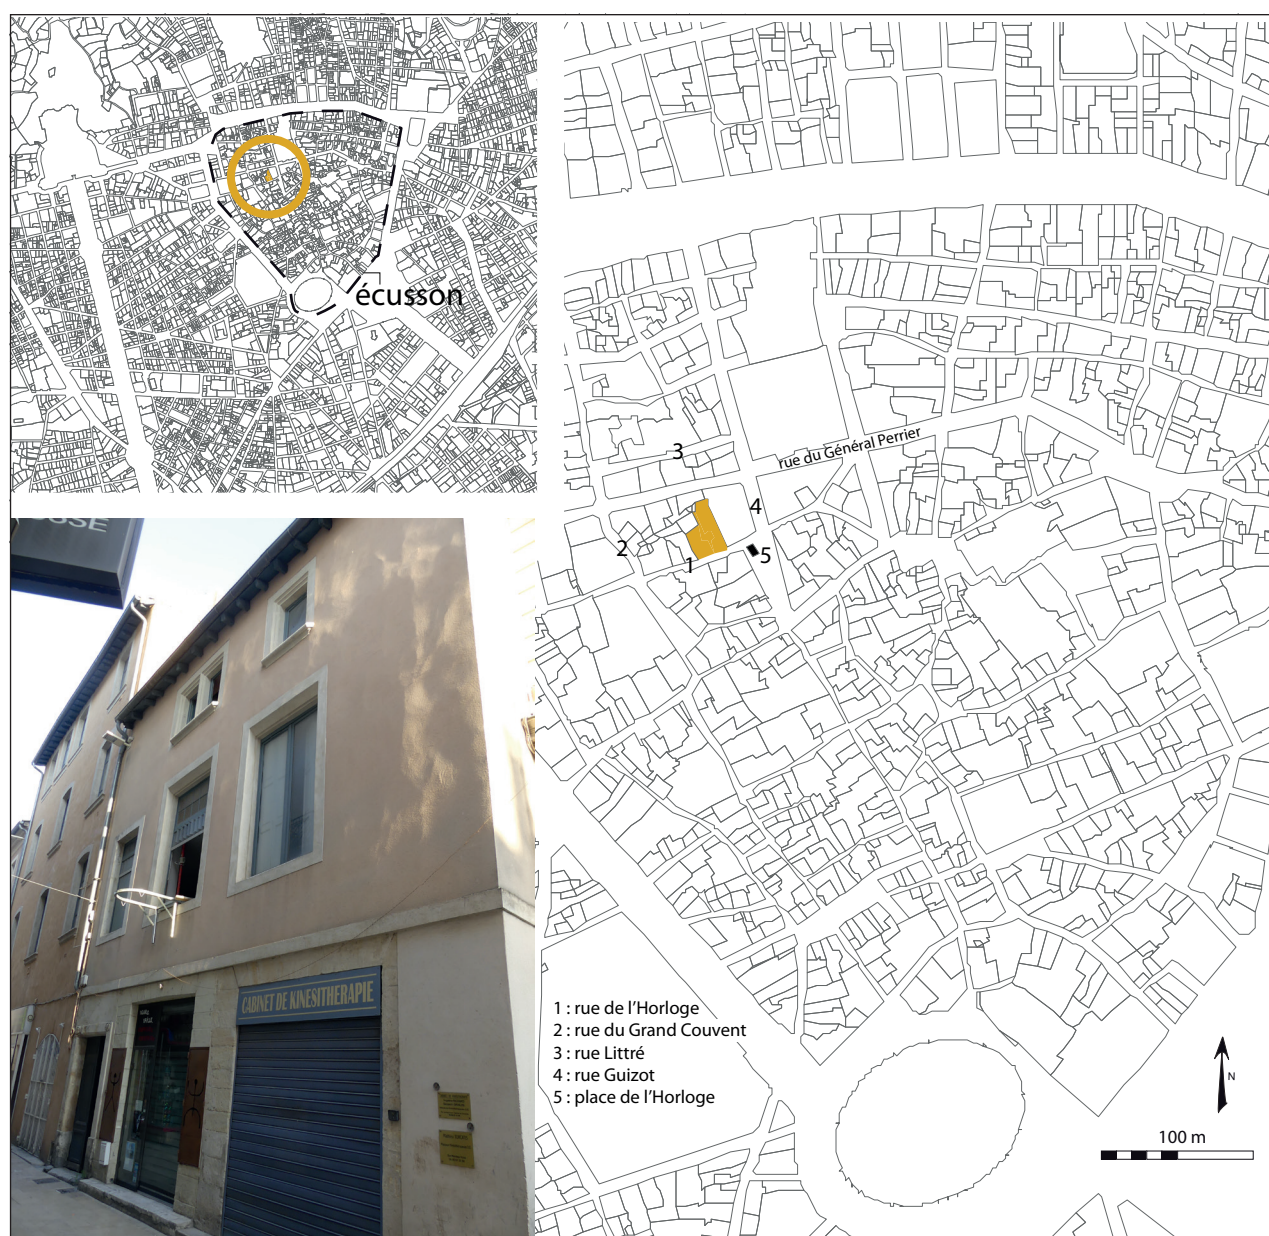 écusson
rue du Général Perrier
3
4
2
1
5
CABINET DE KINESITHERAPIE
1 : rue de l'Horloge
2 : rue du Grand Couvent
3 : rue Littré
4 : rue Guizot
5 : place de l'Horloge
N
100 m